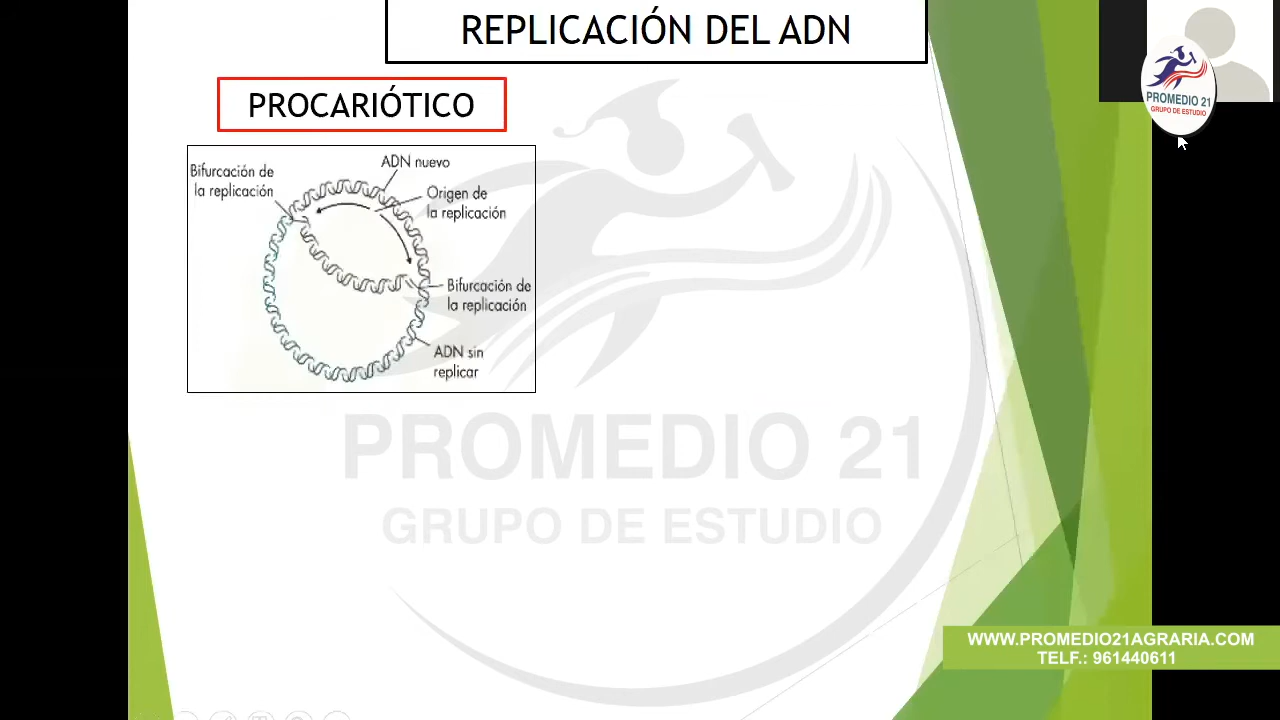 REPLICACIÓN DEL ADN
PROCARIÓTICO
Bifurcación de
la replicación
ADN nuevo
Origen de
la replicación
Bifurcación de
la replicación
ADN sin
replicar
PROMEDIO 21
GRUPO DE ESTUDIO
PROMEDIO 21
GRUPO DE ESTUDIO
WWW.PROMEDIO21AGRARIA.COM
TELF.: 961440611